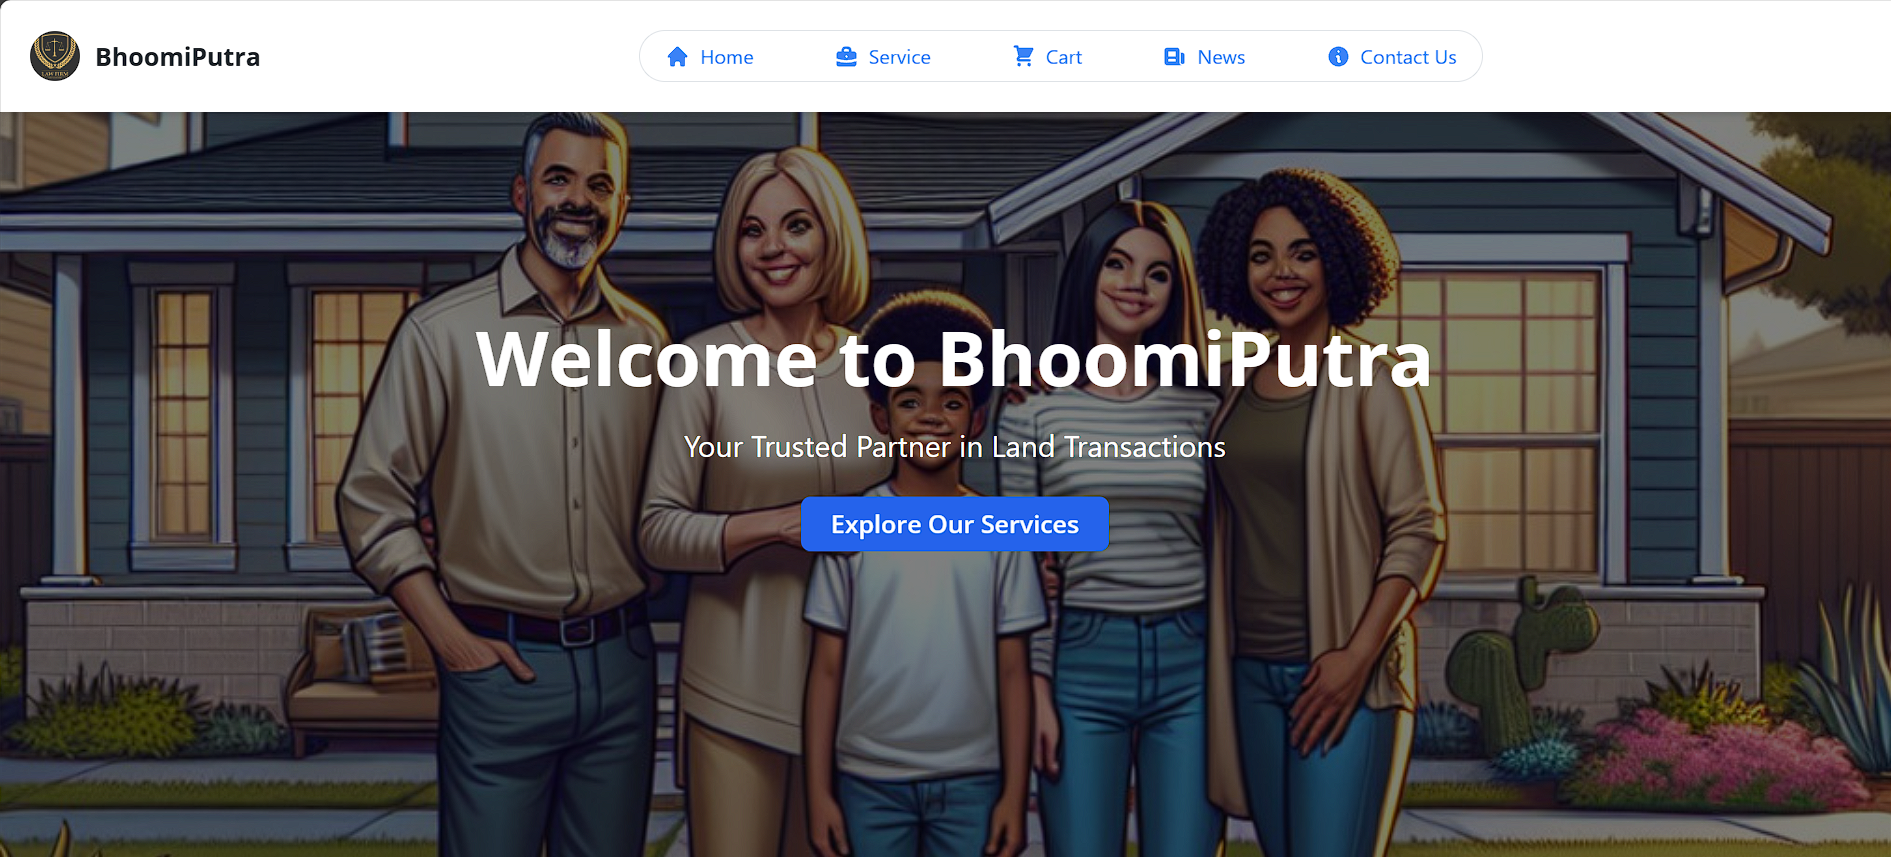 LAW FIRM
BhoomiPutra
Home
Service
Cart
News
Contact Us
Welcome to BhoomiPutra
Your Trusted Partner in Land Transactions
Explore Our Services